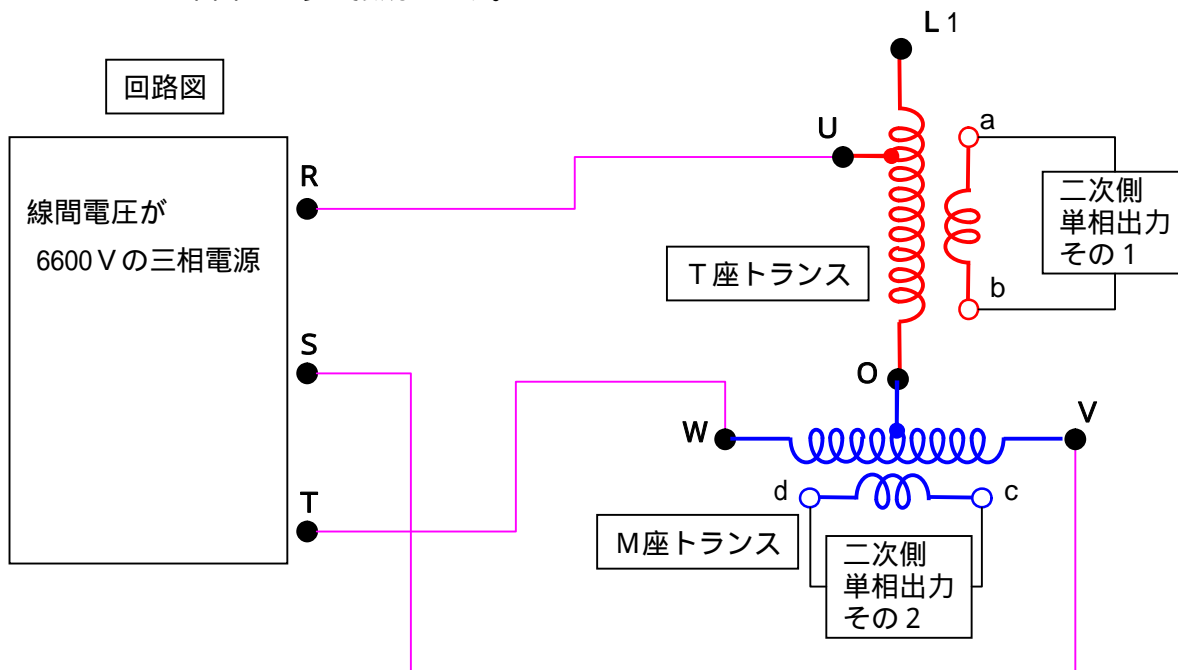 L 1
回路図
U
a
R
線間電圧が
6600 V の三相電源
二次側
単相出力
その 1
T 座トランス
b
S
O
W
V
d
c
T
M座トランス
二次側
単相出力
その 2